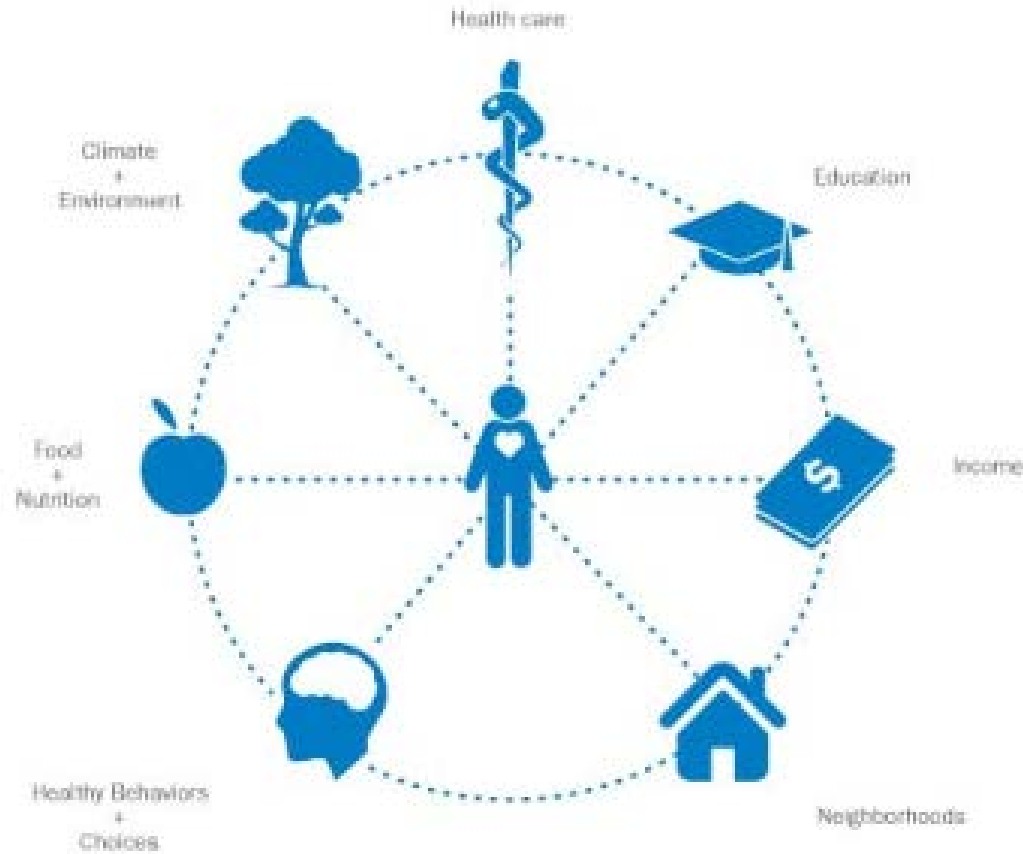 Health care
Education
Income
Neighborhoods
Healthy Behaviors
+
Choices
Food
+
Nutrition
Climate
+
Environment
$